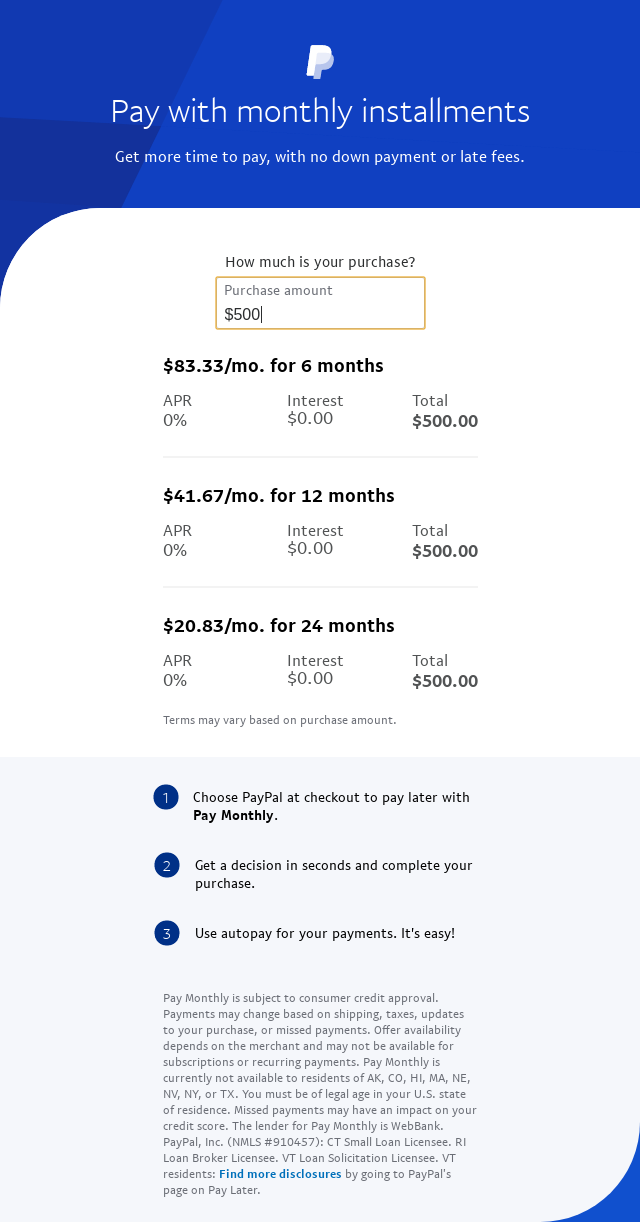 Pay with monthly installments
Get more time to pay, with no down payment or late fees.
How much is your purchase?
Purchase amount
$500
$83.33/mo. for 6 months
APR Interest Total
0% $0.00 $500.00
$41.67/mo. for 12 months
APR Interest Total
0% $0.00 $500.00
$20.83/mo. for 24 months
APR Interest Total
0% $0.00 $500.00
Terms may vary based on purchase amount.
1 Choose PayPal at checkout to pay later with
Pay Monthly.
2 Get a decision in seconds and complete your
purchase.
3 Use autopay for your payments. It's easy!
Pay Monthly is subject to consumer credit approval.
Payments may change based on shipping, taxes, updates
to your purchase, or missed payments. Offer availability
depends on the merchant and may not be available for
subscriptions or recurring payments. Pay Monthly is
currently not available to residents of AK, CO, HI, MA, NE,
NV, NY, or TX. You must be of legal age in your U.S. state
of residence. Missed payments may have an impact on your
credit score. The lender for Pay Monthly is WebBank.
PayPal, Inc. (NMLS #910457): CT Small Loan Licensee. RI
Loan Broker Licensee. VT Loan Solicitation Licensee. VT
residents: Find more disclosures by going to PayPal's
page on Pay Later.